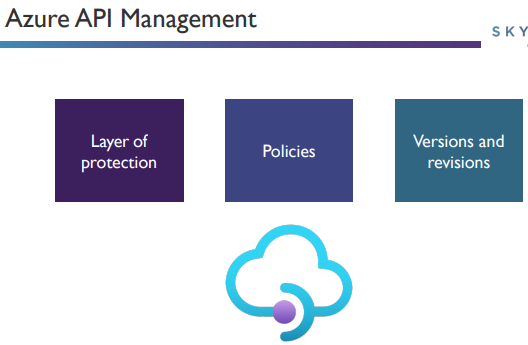 Azure API Management
SKY
Layer of
protection
Policies
Versions and
revisions